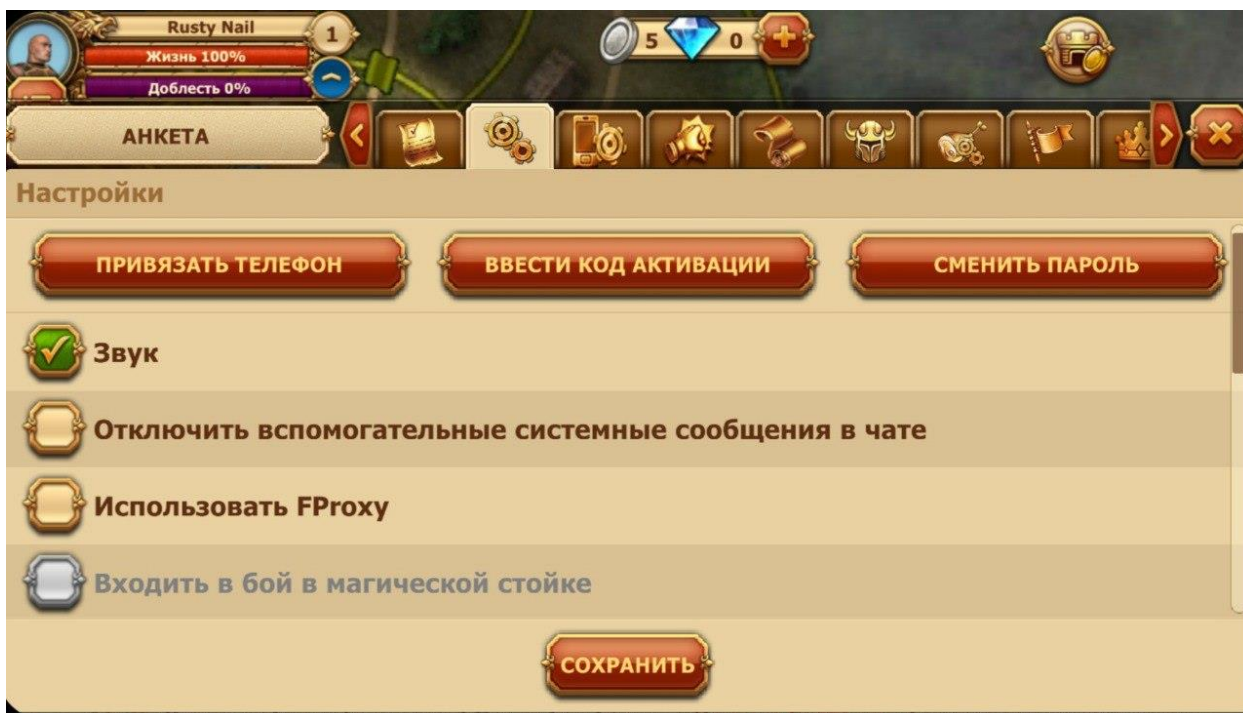 Rusty Nail
1
Жизнь 100%
Доблесть 0%
5
0
АНКЕТА
Настройки
ПРИВЯЗАТЬ ТЕЛЕФОН
ВВЕСТИ КОД АКТИВАЦИИ
СМЕНИТЬ ПАРОЛЬ
Звук
Отключить вспомогательные системные сообщения в чате
Использовать FProxy
Входить в бой в магической стойке
СОХРАНИТЬ